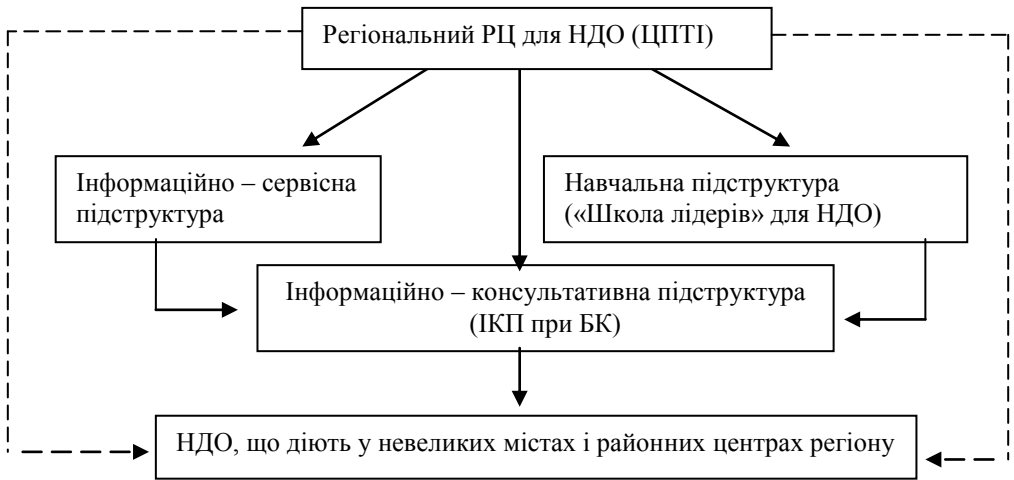 Регіональний РЦ для НДО (ЦПТІ)
Інформаційно – сервісна
підструктура
Навчальна підструктура
(«Школа лідерів» для НДО)
Інформаційно – консультативна підструктура
(ІКП при БК)
НДО, що діють у невеликих містах і районних центрах регіону